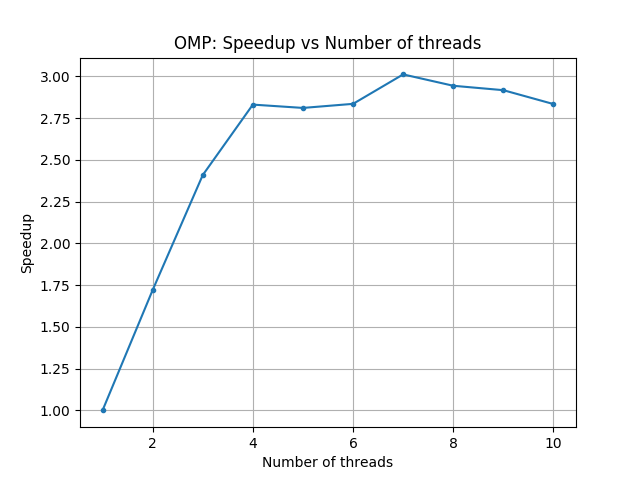 OMP: Speedup vs Number of threads
3.00
2.75
2.50
2.25
2.00
1.75
1.50
1.25
1.00
Speedup
2 4 6 8 10
Number of threads